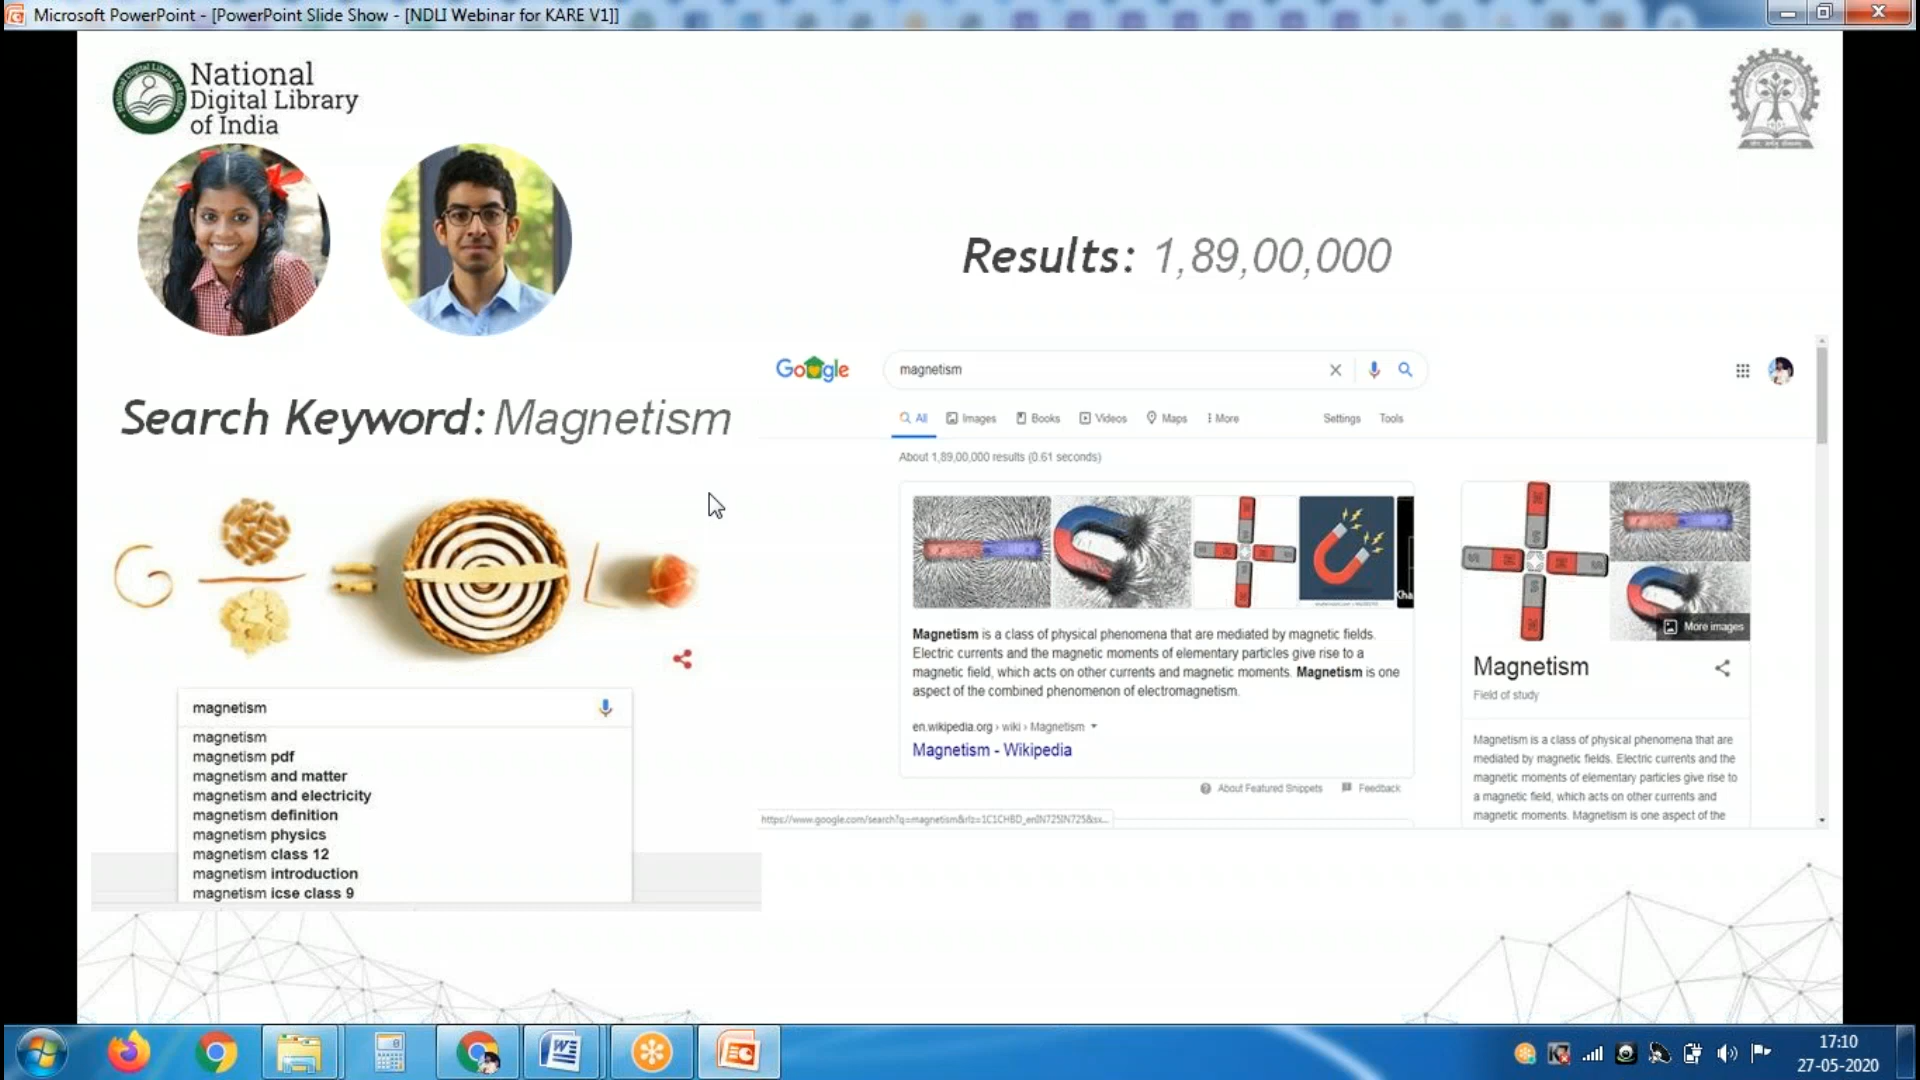 Microsoft PowerPoint - [PowerPoint Slide Show - [NDLI Webinar for KARE V1]]
National
Digital Library
of India
Results: 1,89,00,000
Search Keyword: Magnetism
magnetism
magnetism
magnetism pdf
magnetism and matter
magnetism and electricity
magnetism definition
magnetism physics
magnetism class 12
magnetism introduction
magnetism icse class 9
Google
magnetism
All Images Books Videos Maps More Settings Tools
About 1,89,00,000 results (0.61 seconds)
Magnetism is a class of physical phenomena that are mediated by magnetic fields.
Electric currents and the magnetic moments of elementary particles give rise to a
magnetic field, which acts on other currents and magnetic moments. Magnetism is one
aspect of the combined phenomenon of electromagnetism.
en.wikipedia.org › wiki › Magnetism
Magnetism - Wikipedia
About Featured Snippets Feedback
More images
Magnetism
Field of study
Magnetism is a class of physical phenomena that are
mediated by magnetic fields. Electric currents and the
magnetic moments of elementary particles give rise to
a magnetic field, which acts on other currents and
magnetic moments. Magnetism is one aspect of the
17:10
27-05-2020